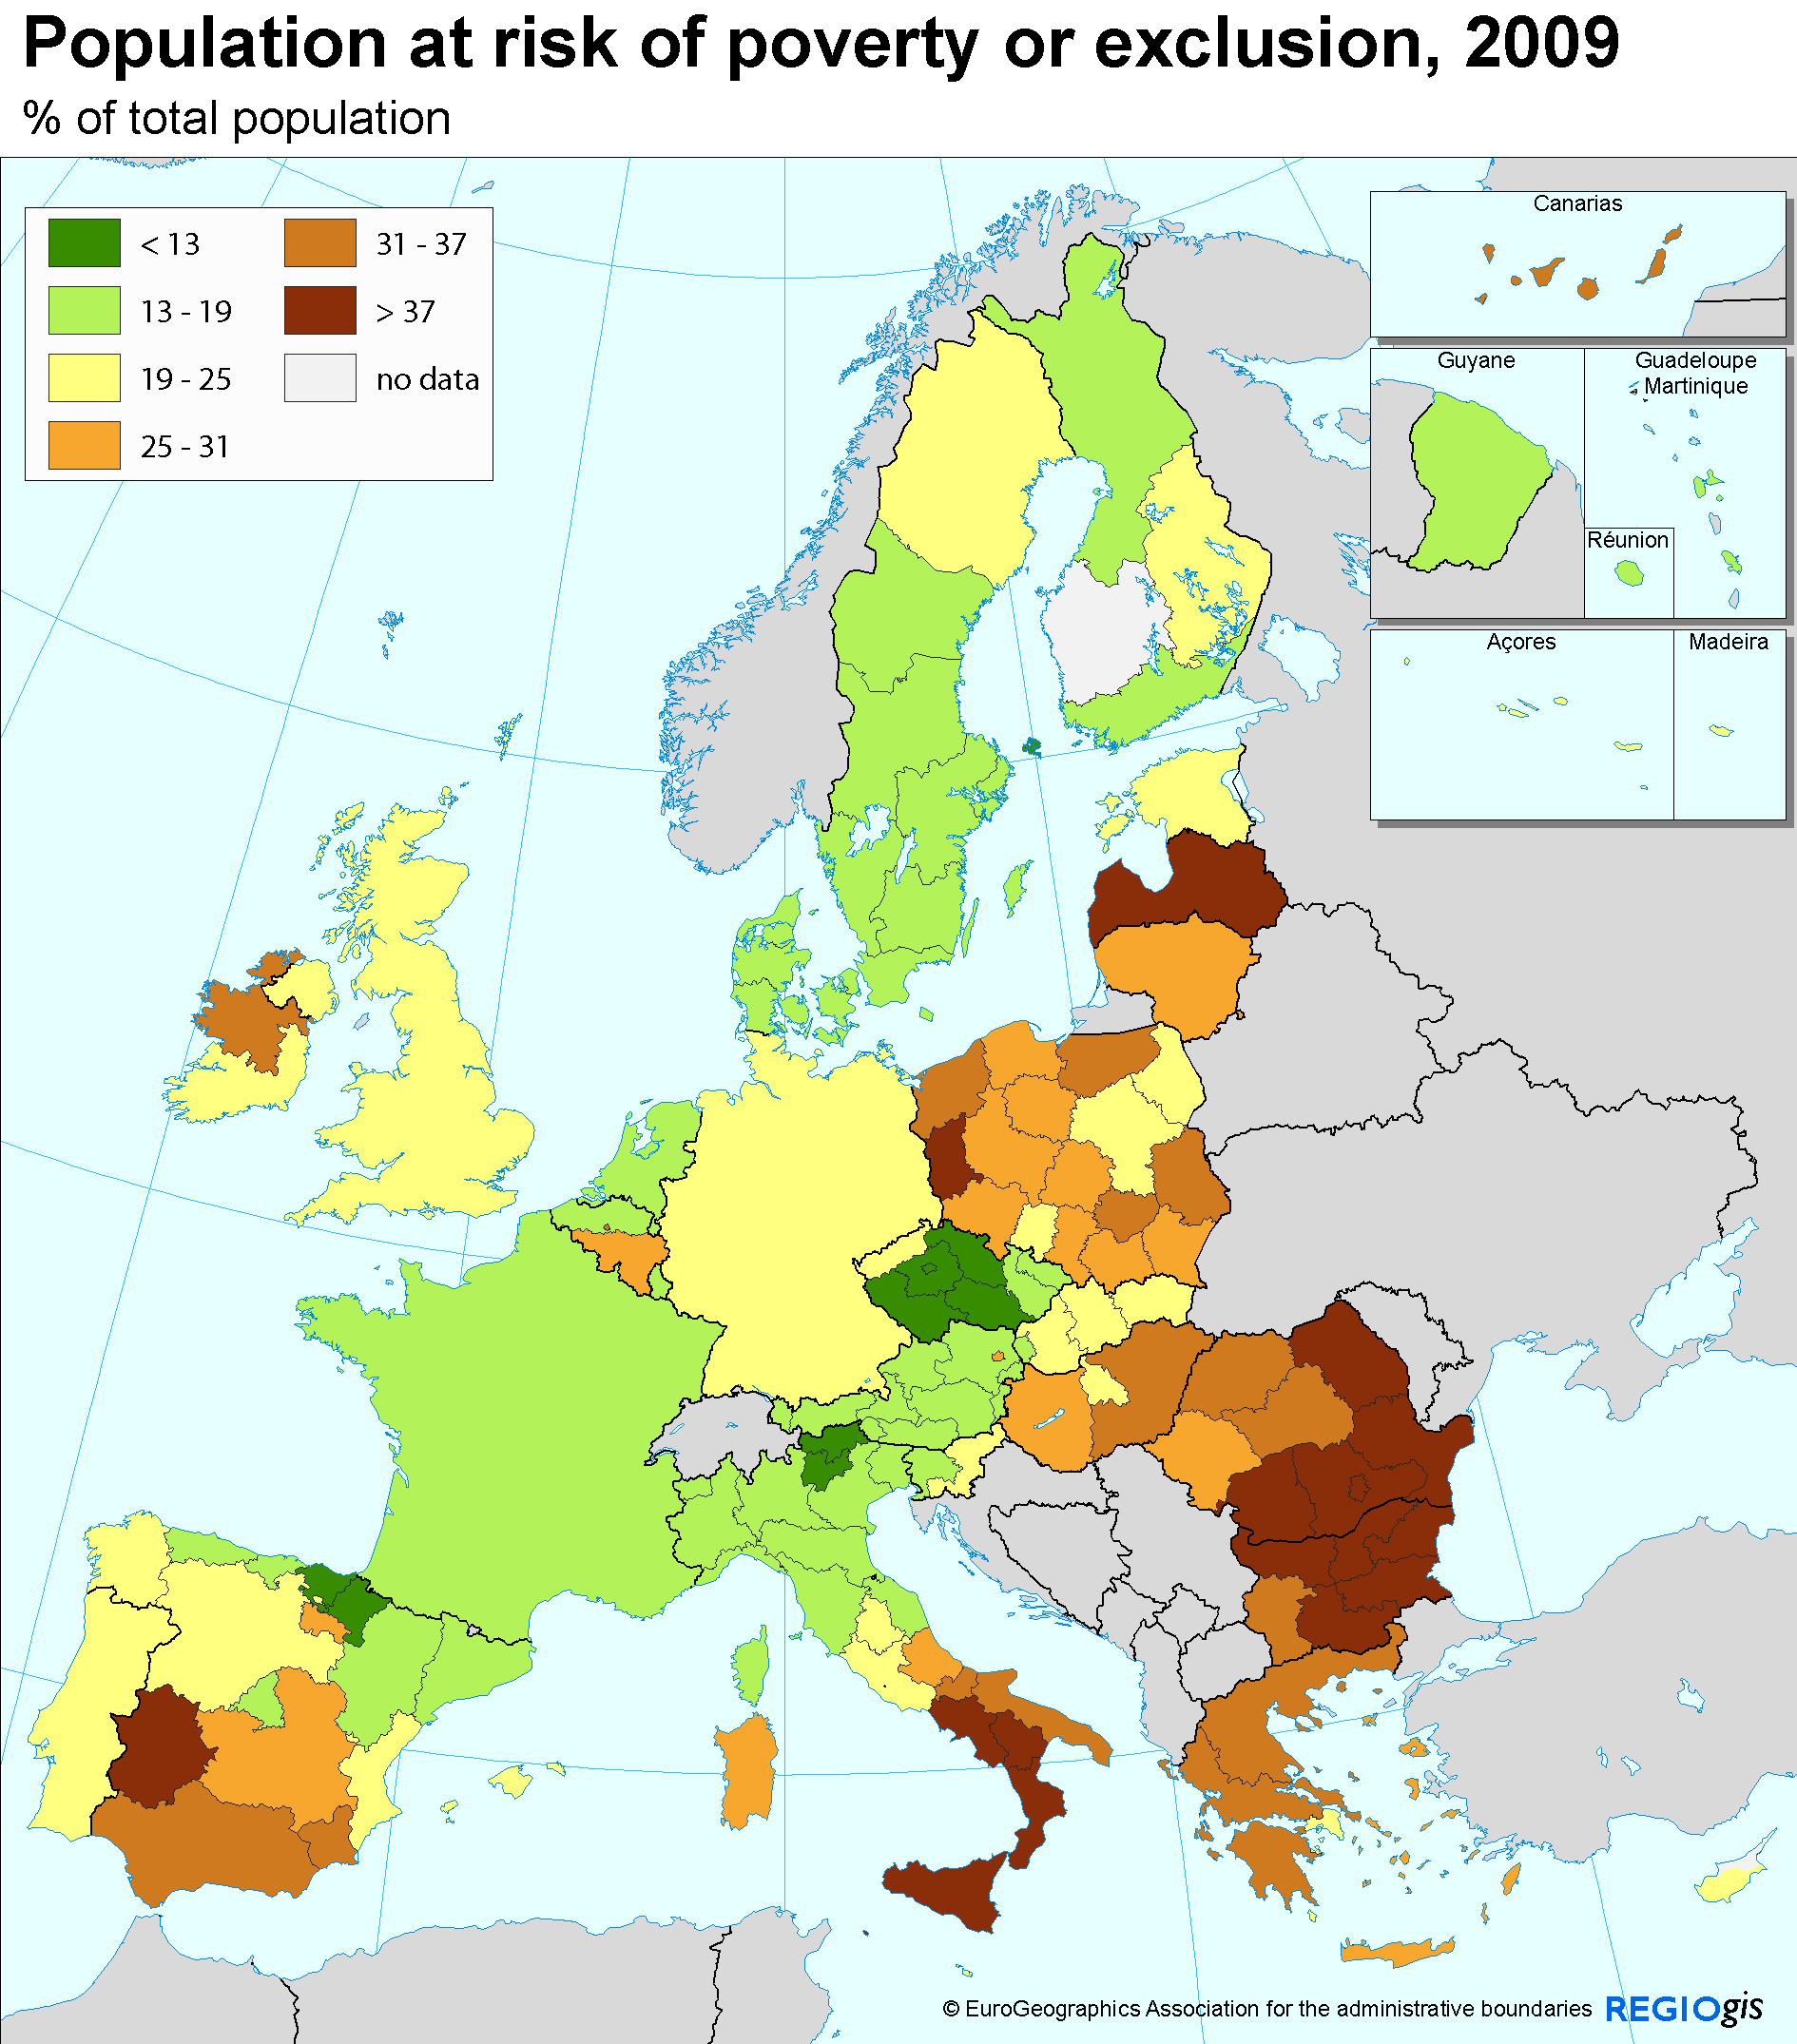 Population at risk of poverty or exclusion, 2009
% of total population
< 13
13 - 19
19 - 25
25 - 31
31 - 37
> 37
no data
Canarias
Guyane
Guadeloupe
Martinique
Réunion
Açores
Madeira
© EuroGeographics Association for the administrative boundaries REGIOgis